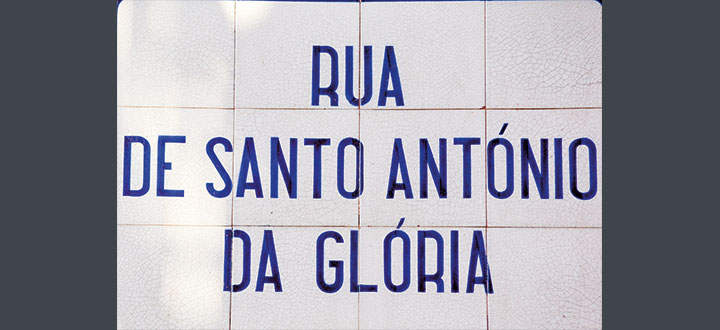 RUA
DE SANTO ANTÓNIO
DA GLÓRIA